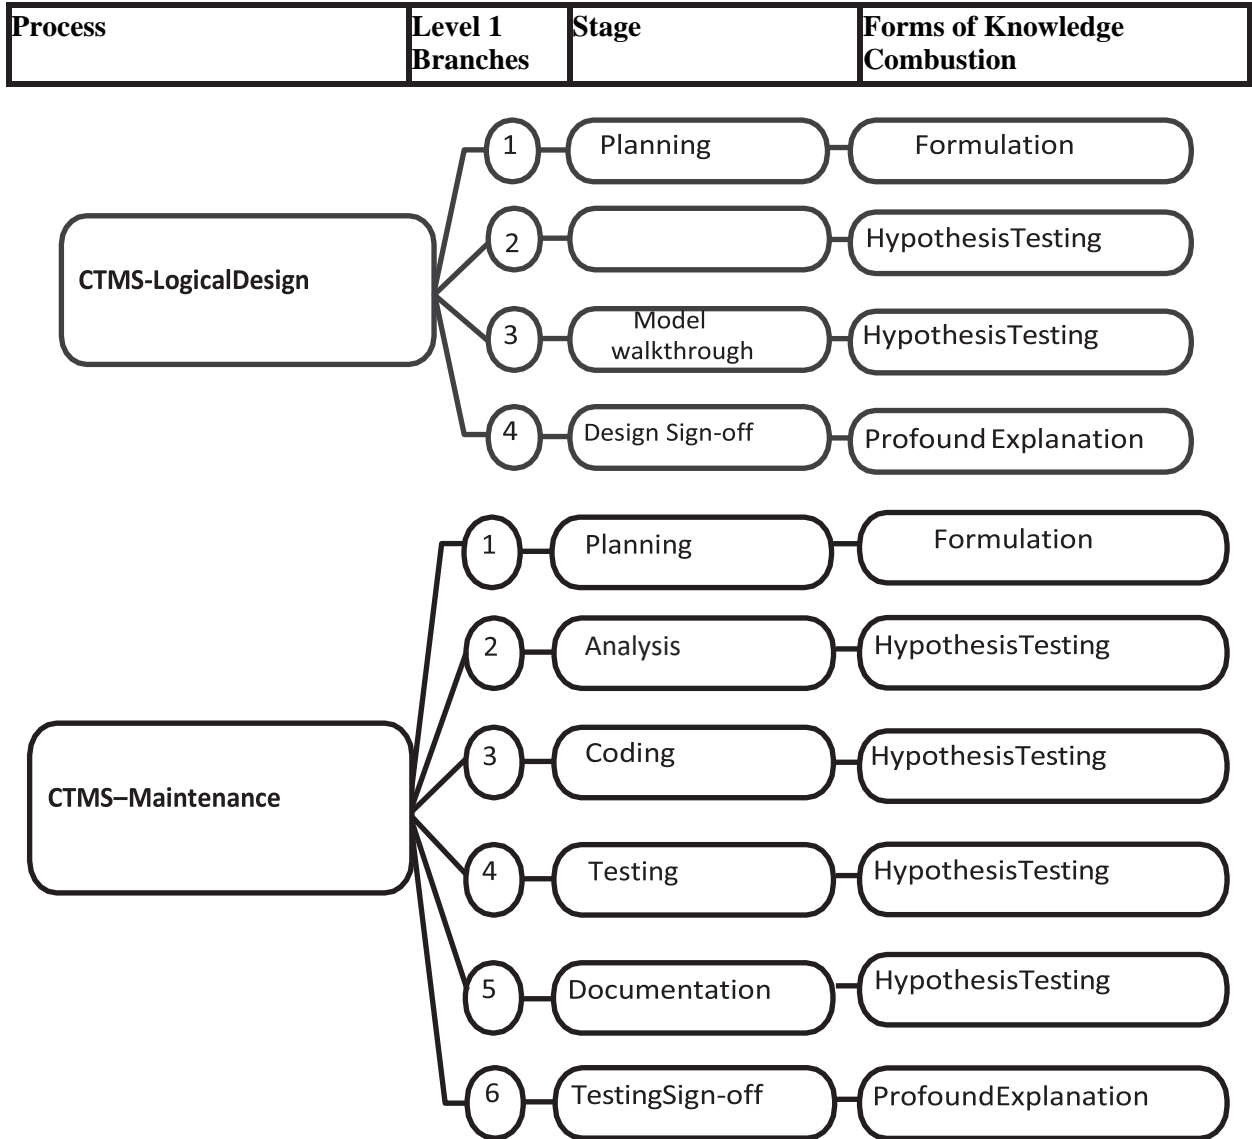 Process
Level 1
Branches
Stage
Forms of Knowledge
Combustion
CTMS-LogicalDesign
1
Planning
Formulation
2
HypothesisTesting
3
Model
walkthrough
HypothesisTesting
4
Design Sign-off
Profound Explanation
CTMS–Maintenance
1
Planning
Formulation
2
Analysis
HypothesisTesting
3
Coding
HypothesisTesting
4
Testing
HypothesisTesting
5
Documentation
HypothesisTesting
6
TestingSign-off
ProfoundExplanation